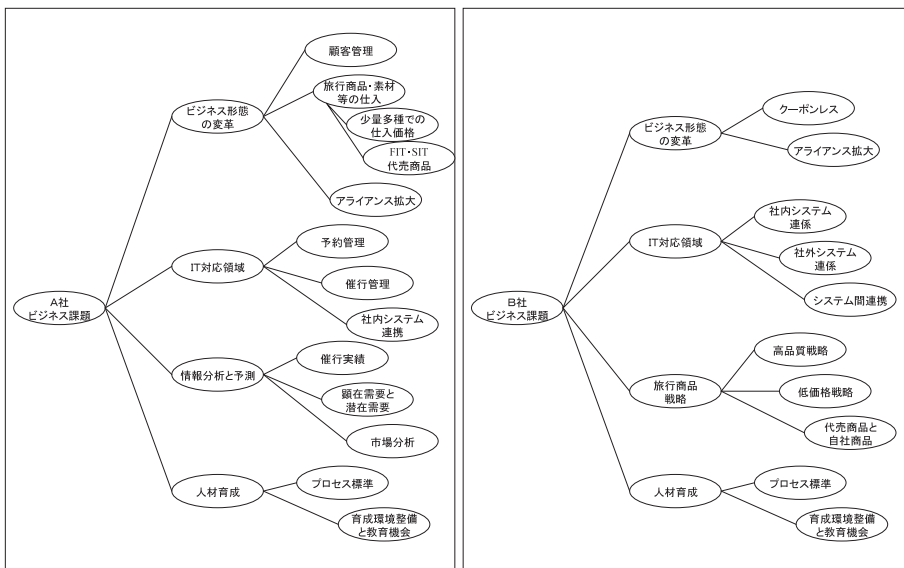 顧客管理
旅行商品・素材
等の仕入
ビジネス形態
の変革
少量多種での
仕入価格
FIT・SIT
代売商品
アライアンス拡大
予約管理
IT対応領域
催行管理
社内システム
連携
A社
ビジネス課題
催行実績
情報分析と予測
顕在需要と
潜在需要
市場分析
プロセス標準
人材育成
育成環境整備
と教育機会
クーポンレス
ビジネス形態
の変革
アライアンス拡大
社内システム
連係
IT対応領域
社外システム
連係
システム間連携
B社
ビジネス課題
高品質戦略
旅行商品
戦略
低価格戦略
代売商品と
自社商品
プロセス標準
人材育成
育成環境整備
と教育機会